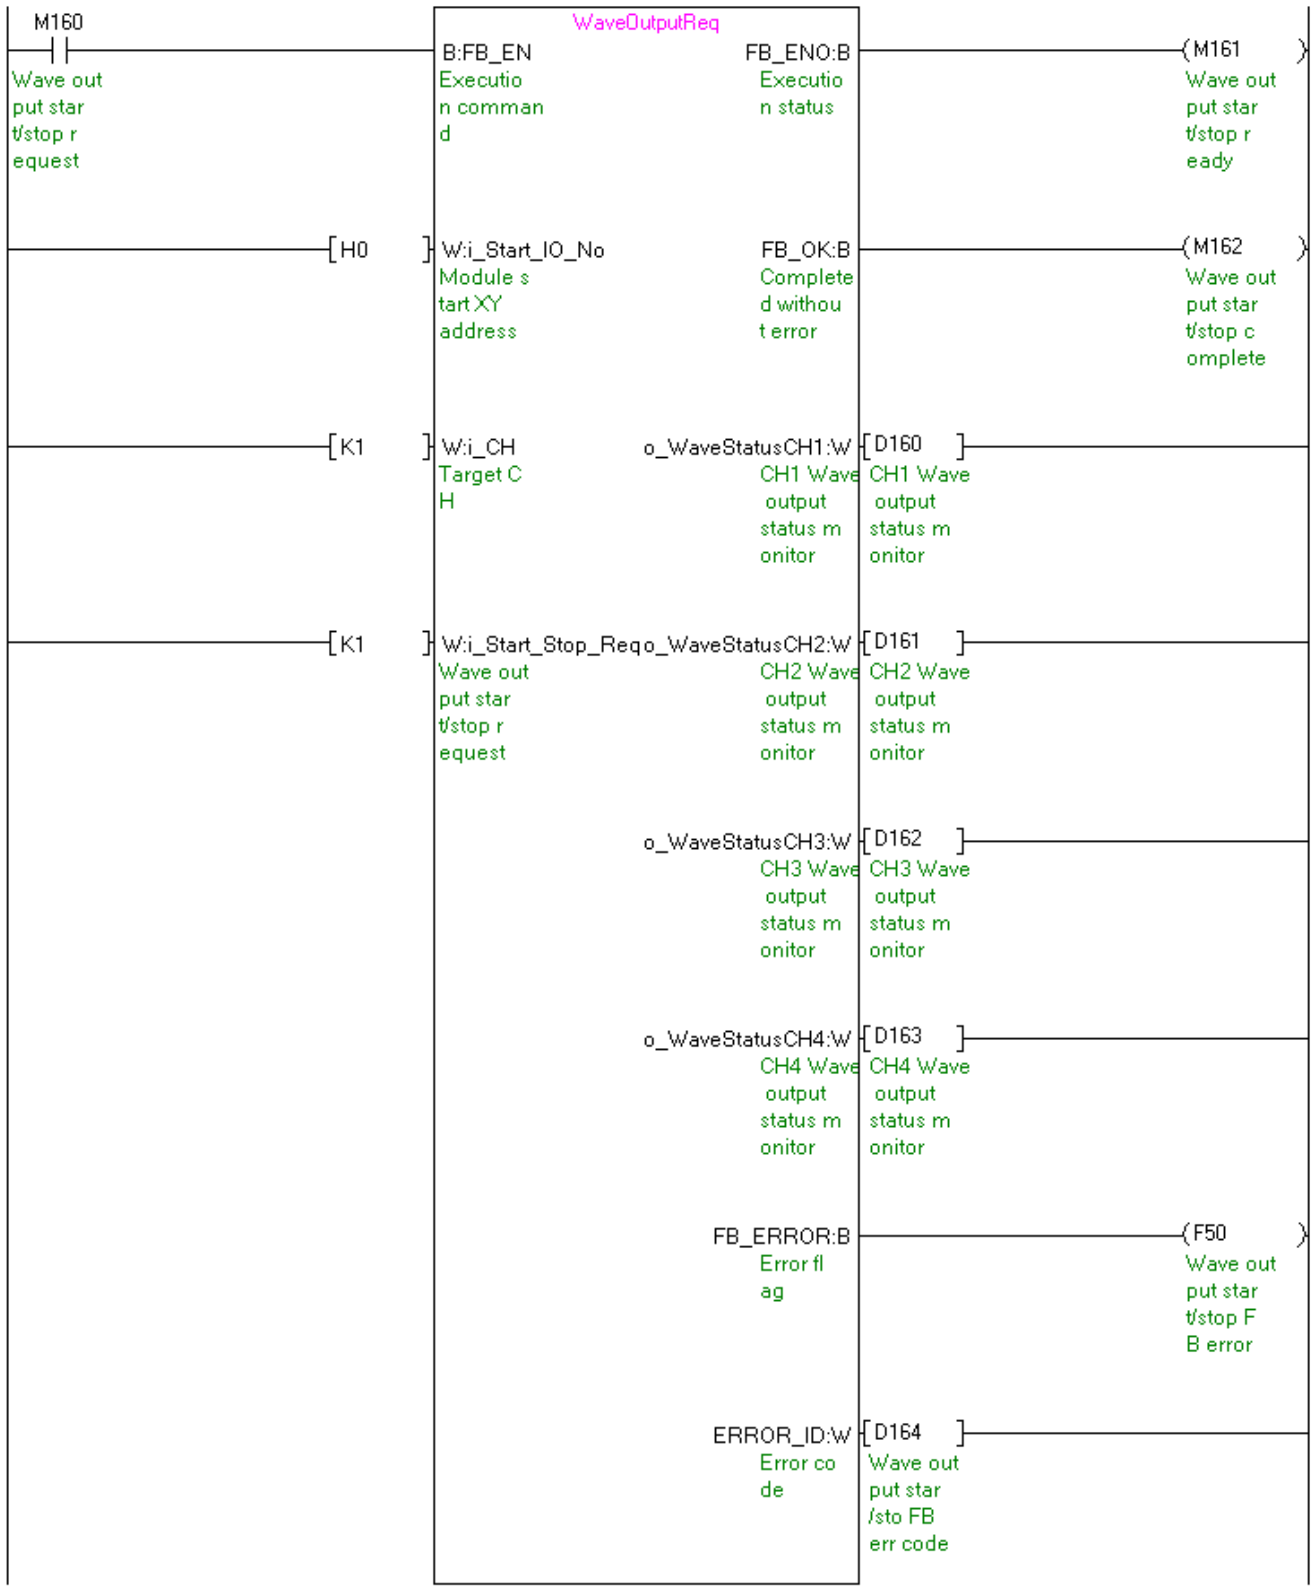 M160
WaveOutputReq
B:FB_EN
FB_ENO:B
M161
Wave out
put star
t/stop r
equest
Executio
n comman
d
Executio
n status
Wave out
put star
t/stop r
eady
H0
W:i_Start_IO_No
FB_OK:B
M162
Module s
tart XY
address
Complete
d withou
t error
Wave out
put star
t/stop c
omplete
K1
W:i_CH
o_WaveStatusCH1:W
D160
Target C
H
CH1 Wave
output
status m
onitor
CH1 Wave
output
status m
onitor
K1
W:i_Start_Stop_Req
o_WaveStatusCH2:W
D161
Wave out
put star
t/stop r
equest
CH2 Wave
output
status m
onitor
CH2 Wave
output
status m
onitor
o_WaveStatusCH3:W
D162
CH3 Wave
output
status m
onitor
CH3 Wave
output
status m
onitor
o_WaveStatusCH4:W
D163
CH4 Wave
output
status m
onitor
CH4 Wave
output
status m
onitor
FB_ERROR:B
F50
Error fl
ag
Wave out
put star
t/stop F
B error
ERROR_ID:W
D164
Error co
de
Wave out
put star
/sto FB
err code